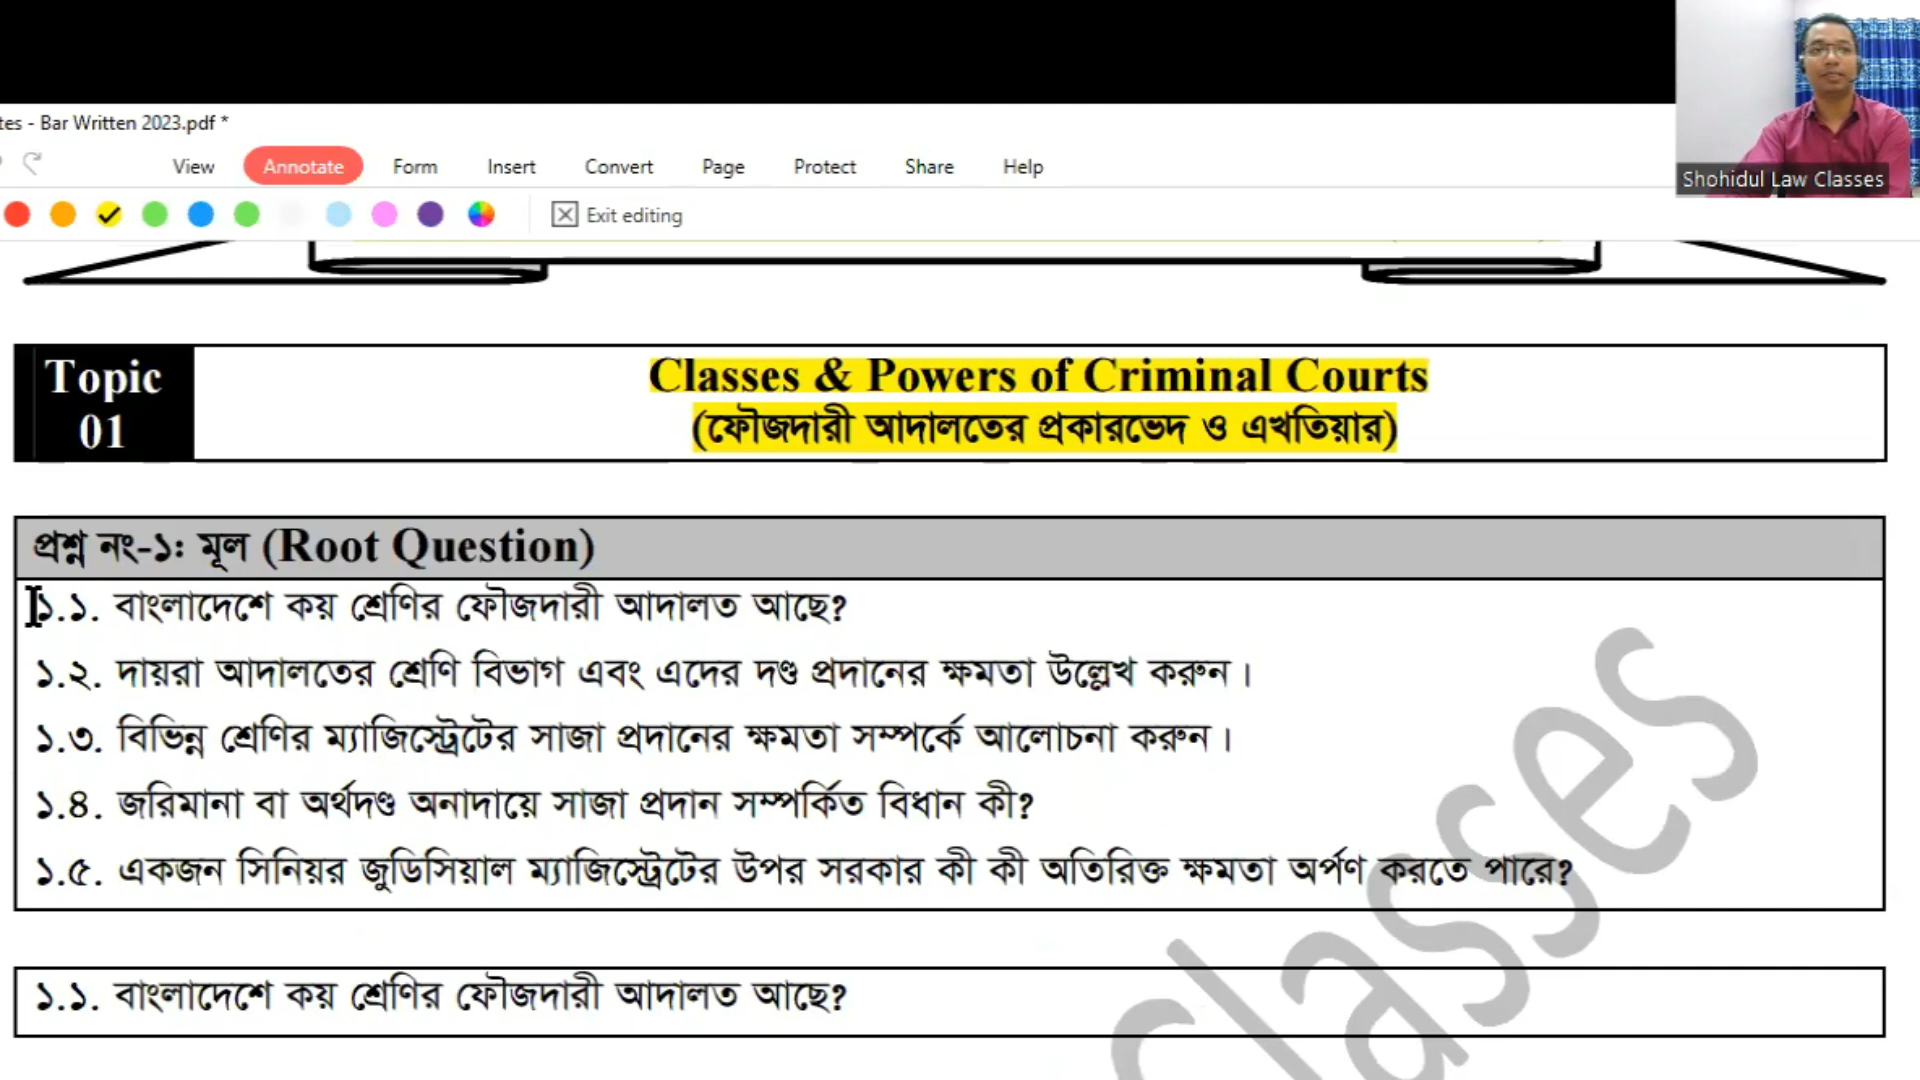 tes - Bar Written 2023.pdf *
View Annotate Form Insert Convert Page Protect Share Help
Exit editing
Shohidul Law Classes
Topic 01
Classes & Powers of Criminal Courts
(ফৌজদারী আদালতের প্রকারভেদ ও এখতিয়ার)
প্রশ্ন নং-১: মূল (Root Question)
১.১. বাংলাদেশে কয় শ্রেণির ফৌজদারী আদালত আছে?
১.২. দায়রা আদালতের শ্রেণি বিভাগ এবং এদের দণ্ড প্রদানের ক্ষমতা উল্লেখ করুন।
১.৩. বিভিন্ন শ্রেণির ম্যাজিস্ট্রেটের সাজা প্রদানের ক্ষমতা সম্পর্কে আলোচনা করুন।
১.৪. জরিমানা বা অর্থদণ্ড অনাদায়ে সাজা প্রদান সম্পর্কিত বিধান কী?
১.৫. একজন সিনিয়র জুডিসিয়াল ম্যাজিস্ট্রেটের উপর সরকার কী কী অতিরিক্ত ক্ষমতা অর্পণ করতে পারে?
১.১. বাংলাদেশে কয় শ্রেণির ফৌজদারী আদালত আছে?
Classes